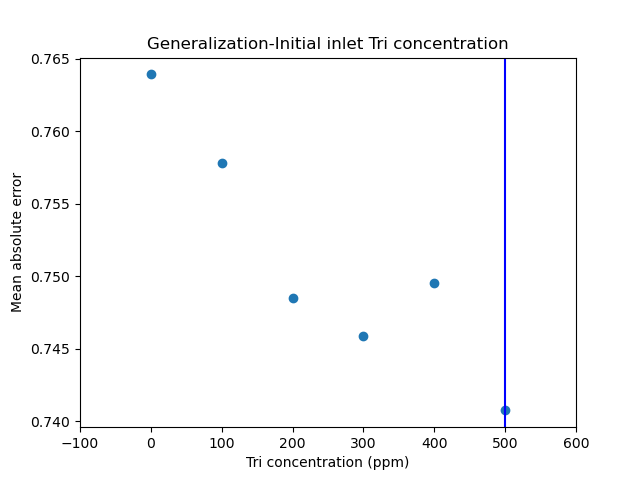 Generalization-Initial inlet Tri concentration
0.765
0.760
0.755
0.750
0.745
0.740
Mean absolute error
−100 0 100 200 300 400 500 600
Tri concentration (ppm)